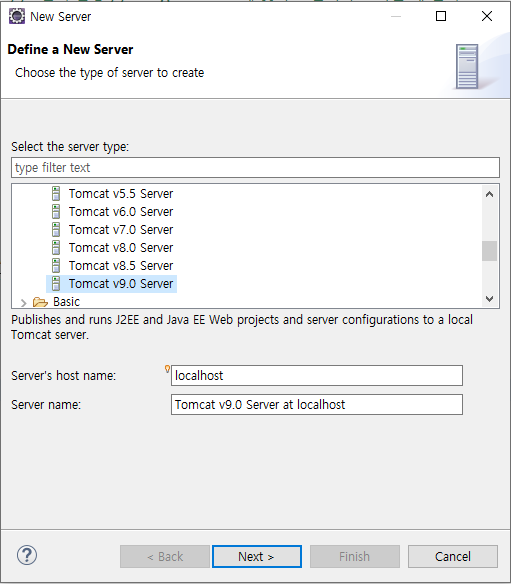 New Server
Define a New Server
Choose the type of server to create
Select the server type:
type filter text
Tomcat v5.5 Server
Tomcat v6.0 Server
Tomcat v7.0 Server
Tomcat v8.0 Server
Tomcat v8.5 Server
Tomcat v9.0 Server
Basic
Publishes and runs J2EE and Java EE Web projects and server configurations to a local
Tomcat server.
Server's host name: localhost
Server name: Tomcat v9.0 Server at localhost
? < Back Next > Finish Cancel